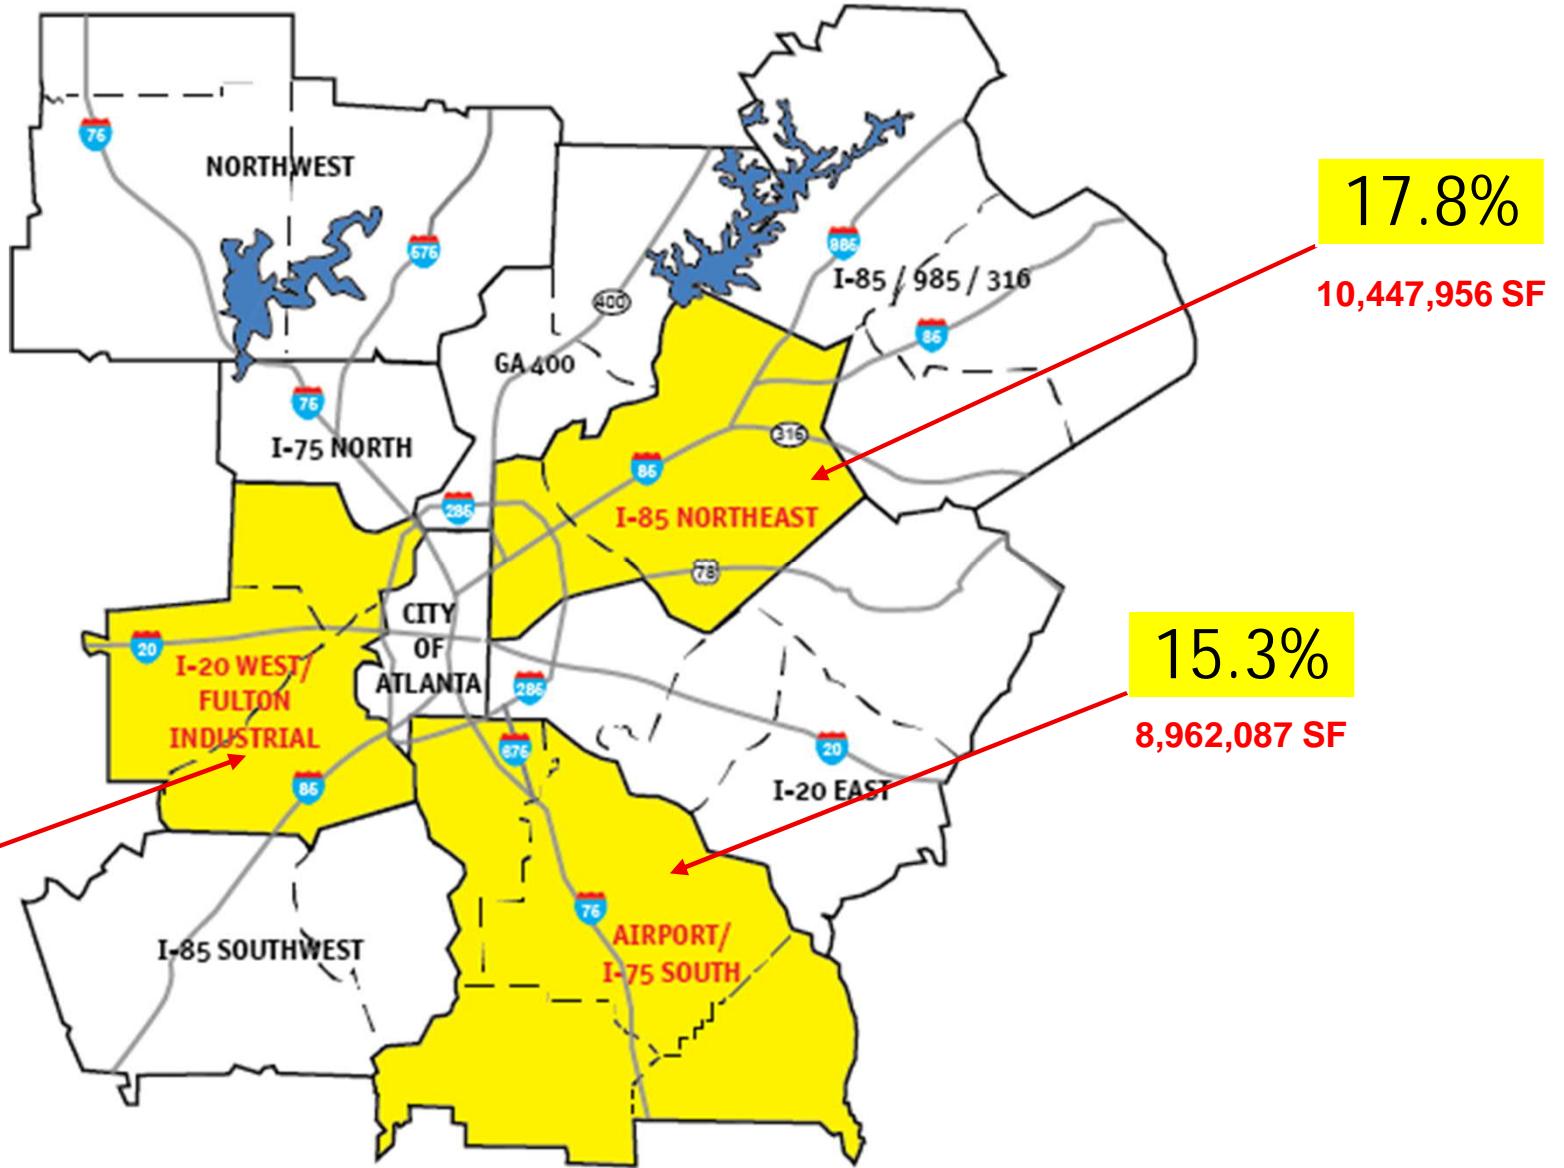 75
NORTHWEST
575
985
I-85 / 985 / 316
17.8%
10,447,956 SF
400
85
GA 400
75
I-75 NORTH
316
85
285
I-85 NORTHEAST
78
CITY
OF
ATLANTA
20
I-20 WEST/
FULTON
INDUSTRIAL
285
15.3%
8,962,087 SF
675
20
85
I-20 EAST
75
AIRPORT/
I-75 SOUTH
I-85 SOUTHWEST